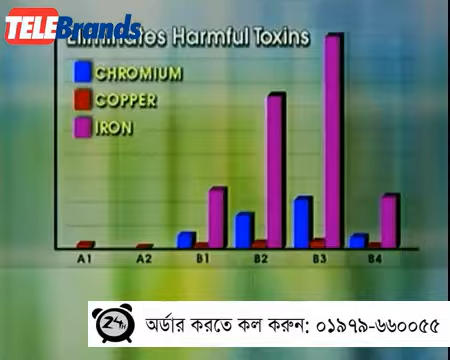 TELEBrands
Eliminates Harmful Toxins
CHROMIUM
COPPER
IRON
A1 A2 B1 B2 B3 B4
24H অর্ডার করতে কল করুন: ০১৯৭৯-৬৬০০৫৫